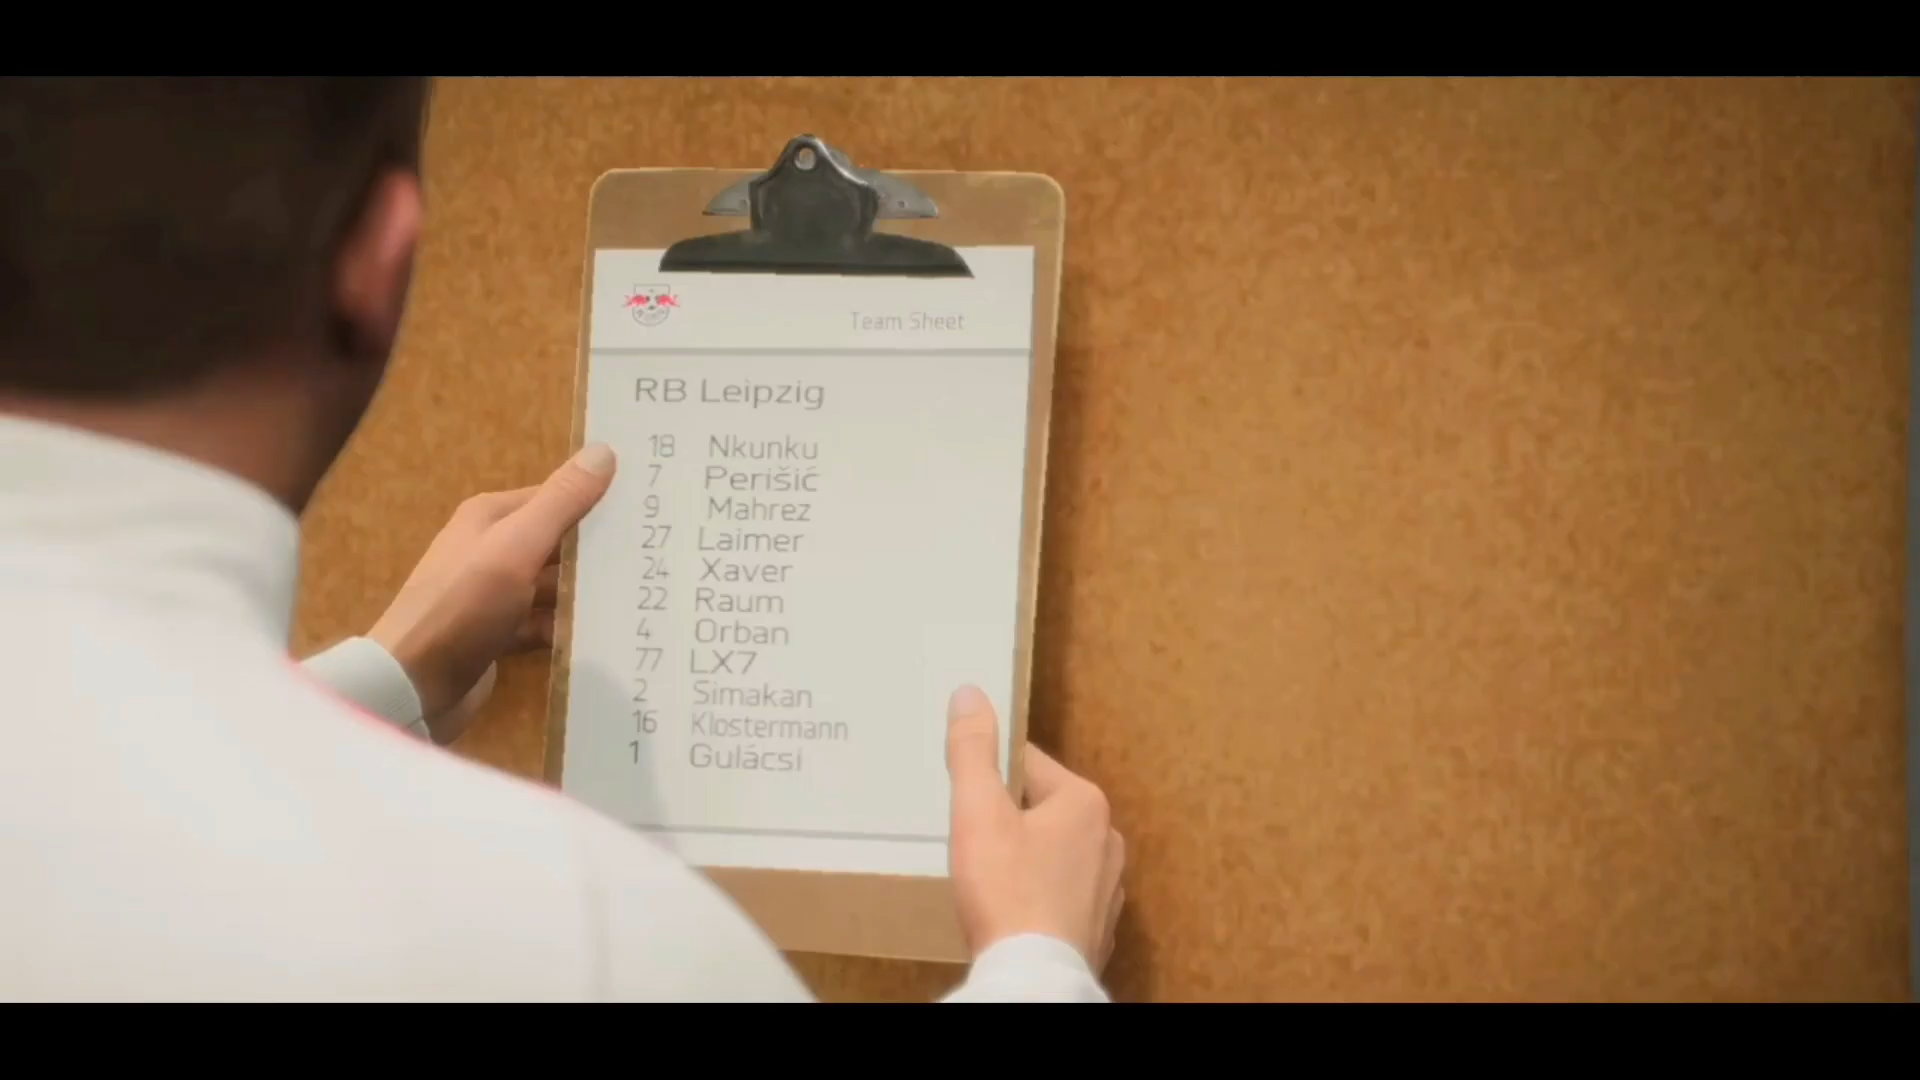 Team Sheet
RB Leipzig
18 Nkunku
7 Perišić
9 Mahrez
27 Laimer
24 Xaver
22 Raum
4 Orban
77 LX7
2 Simakan
16 Klostermann
1 Gulácsi